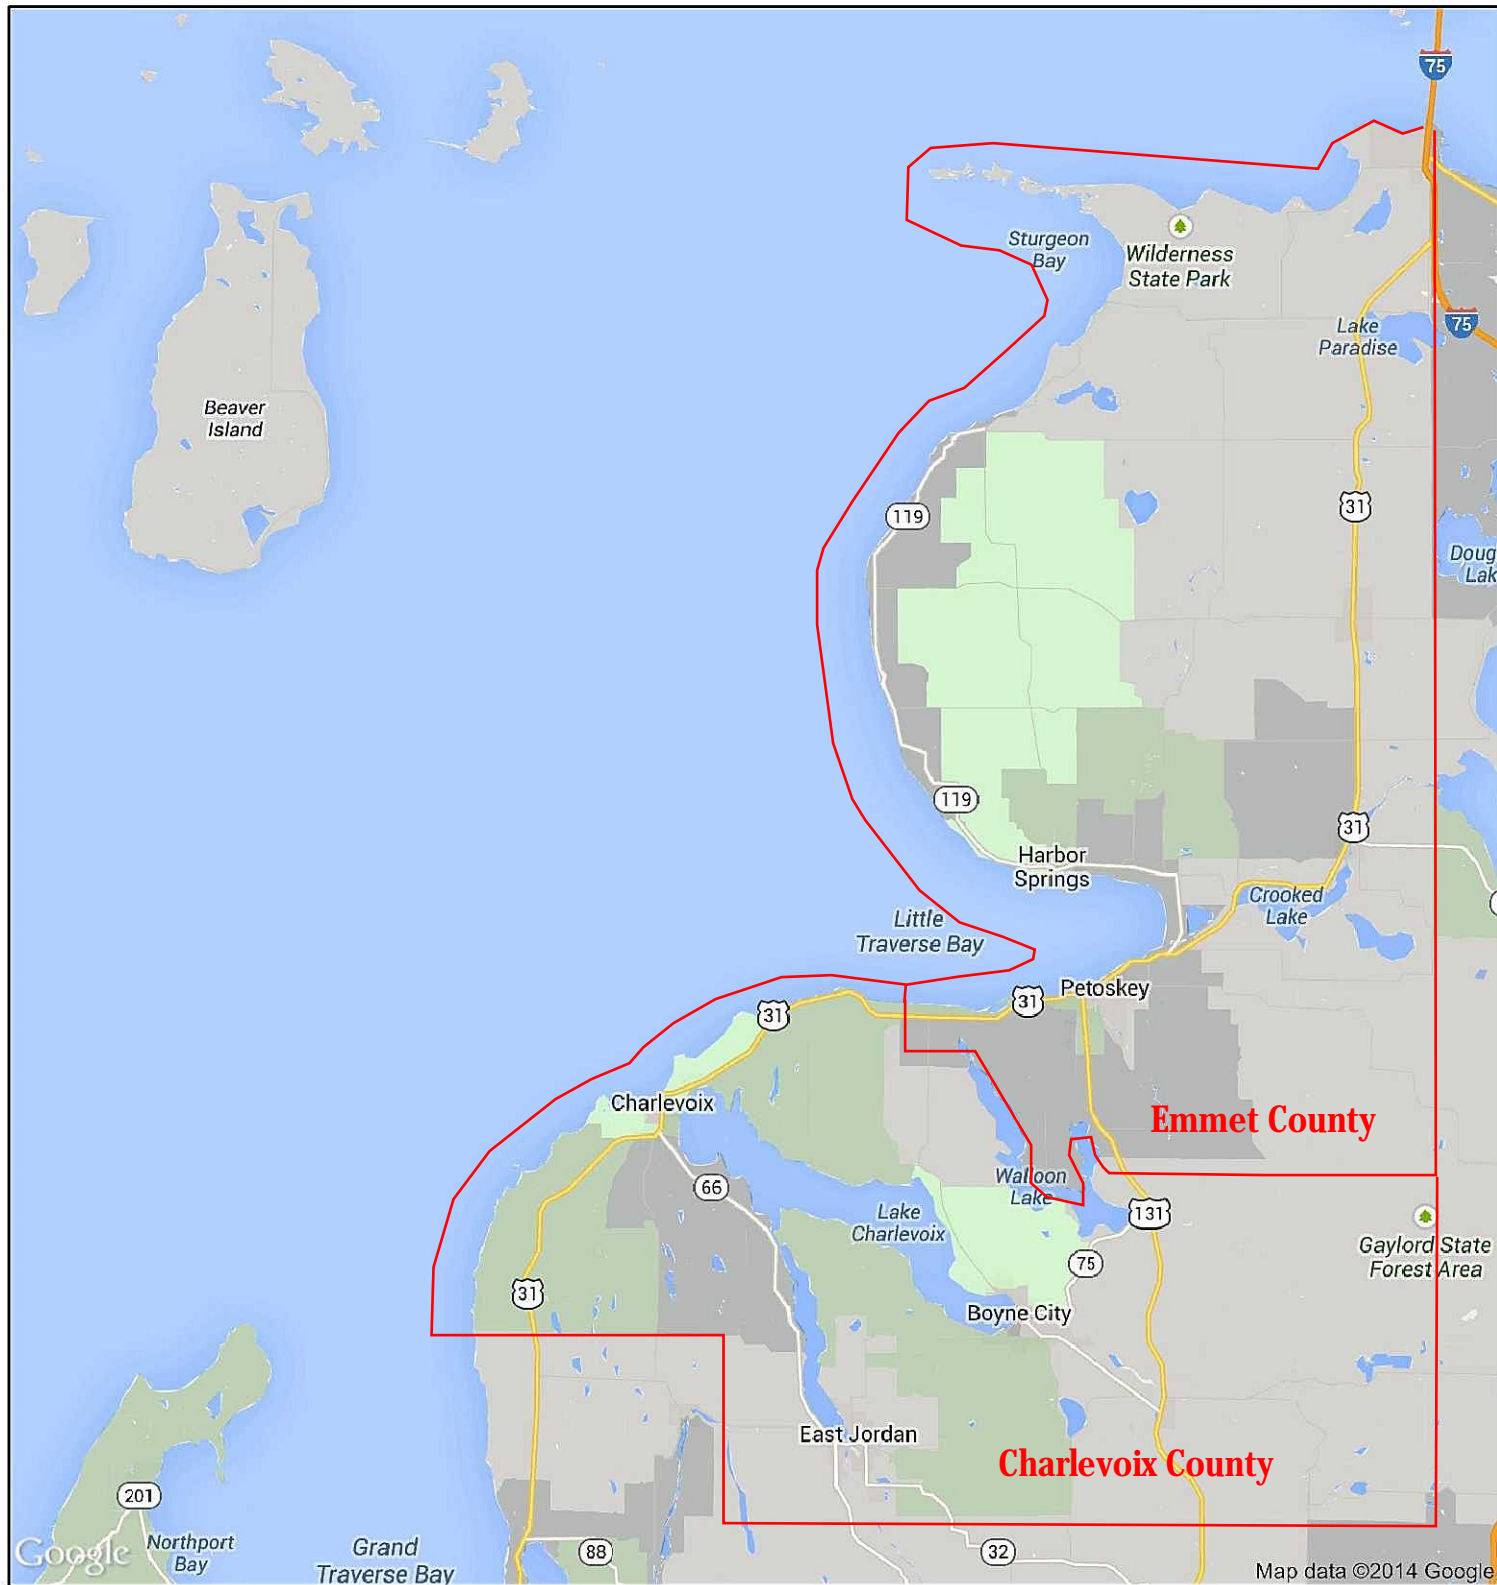 75
Sturgeon
Bay
Wilderness
State Park
75
Lake
Paradise
Beaver
Island
31
119
Doug
Lak
119
31
Harbor
Springs
Crooked
Lake
Little
Traverse Bay
Petoskey
31
31
Charlevoix
Emmet County
66
Walloon
Lake
Lake
Charlevoix
131
Gaylord State
Forest Area
75
31
Boyne City
East Jordan
Charlevoix County
201
Northport
Bay
Grand
Traverse Bay
88
32
Google
Map data ©2014 Google